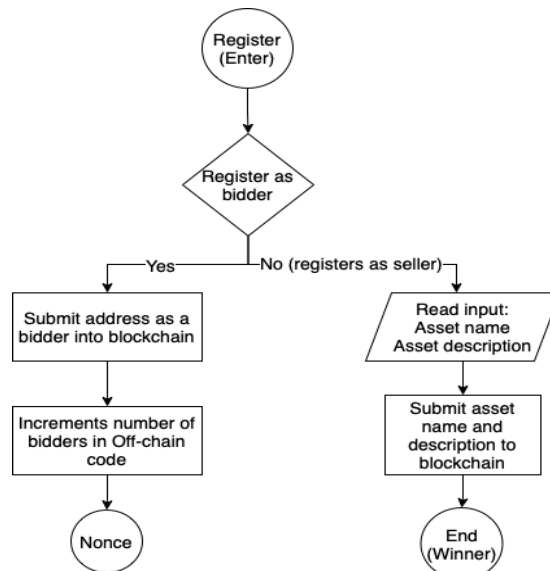 Register
(Enter)
Register as
bidder
Yes
No (registers as seller)
Submit address as a
bidder into blockchain
Read input:
Asset name
Asset description
Increments number of
bidders in Off-chain
code
Submit asset
name and
description to
blockchain
Nonce
End
(Winner)